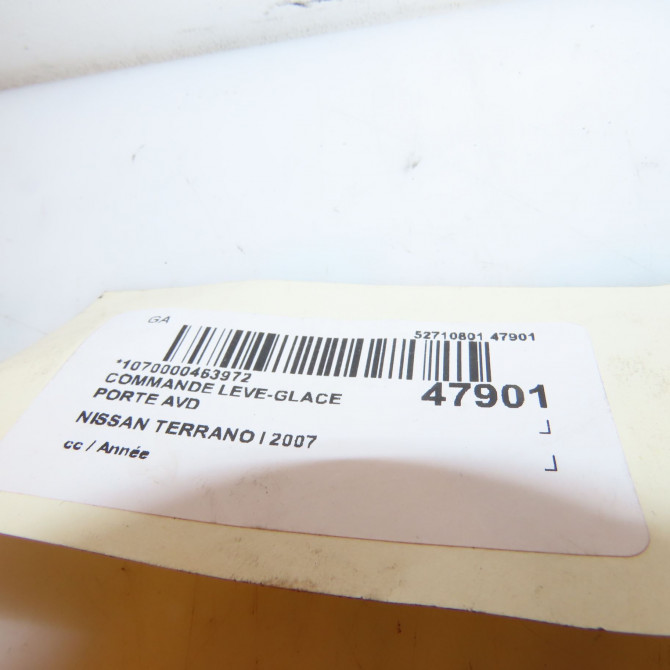 GA
52710801 47901
*1070000463972
47901
COMMANDE LEVE-GLACE
PORTE AVD
NISSAN TERRANO I 2007
cc / Année